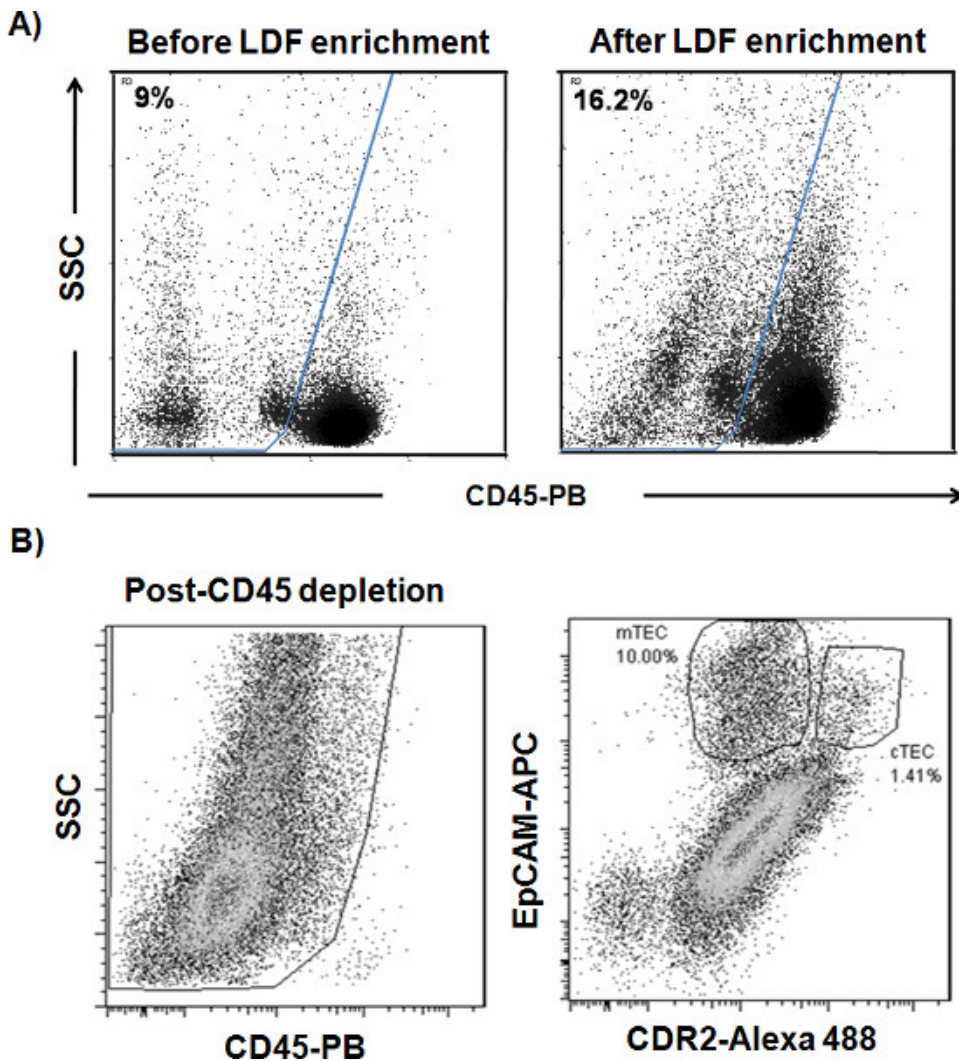 A)
Before LDF enrichment
After LDF enrichment
R3
9%
16.2%
SSC
CD45-PB
B)
Post-CD45 depletion
SSC
CD45-PB
mTEC
10.00%
cTEC
1.41%
EpCAM-APC
CDR2-Alexa 488